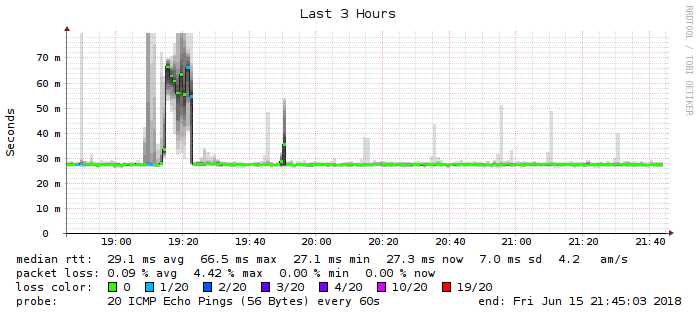 Last 3 Hours
RRDTOOL / TOBI OETIKER
Seconds
70 m
60 m
50 m
40 m
30 m
20 m
10 m
0
19:00 19:20 19:40 20:00 20:20 20:40 21:00 21:20 21:40
median rtt: 29.1 ms avg 66.5 ms max 27.1 ms min 27.3 ms now 7.0 ms sd 4.2 am/s
packet loss: 0.09 % avg 4.42 % max 0.00 % min 0.00 % now
loss color: 0 1/20 2/20 3/20 4/20 10/20 19/20
probe: 20 ICMP Echo Pings (56 Bytes) every 60s end: Fri Jun 15 21:45:03 2018